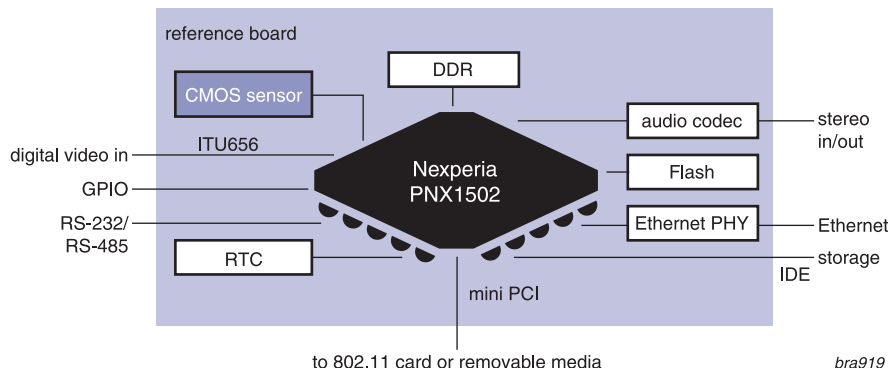 reference board
DDR
CMOS sensor
audio codec
stereo
in/out
ITU656
digital video in
Nexperia
PNX1502
Flash
GPIO
RS-232/
RS-485
Ethernet PHY
Ethernet
RTC
storage
IDE
mini PCI
to 802.11 card or removable media
bra919